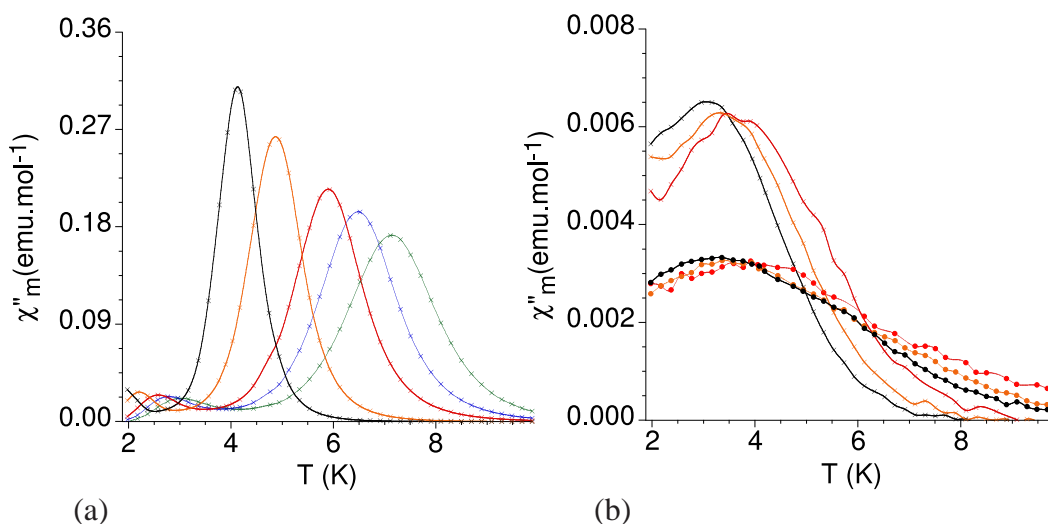 0.36
0.27
0.18
0.09
0.00
χ"m(emu.mol-1)
2 4 6 8
T (K)
(a)
0.008
0.006
0.004
0.002
0.000
χ"m(emu.mol-1)
2 4 6 8
T (K)
(b)